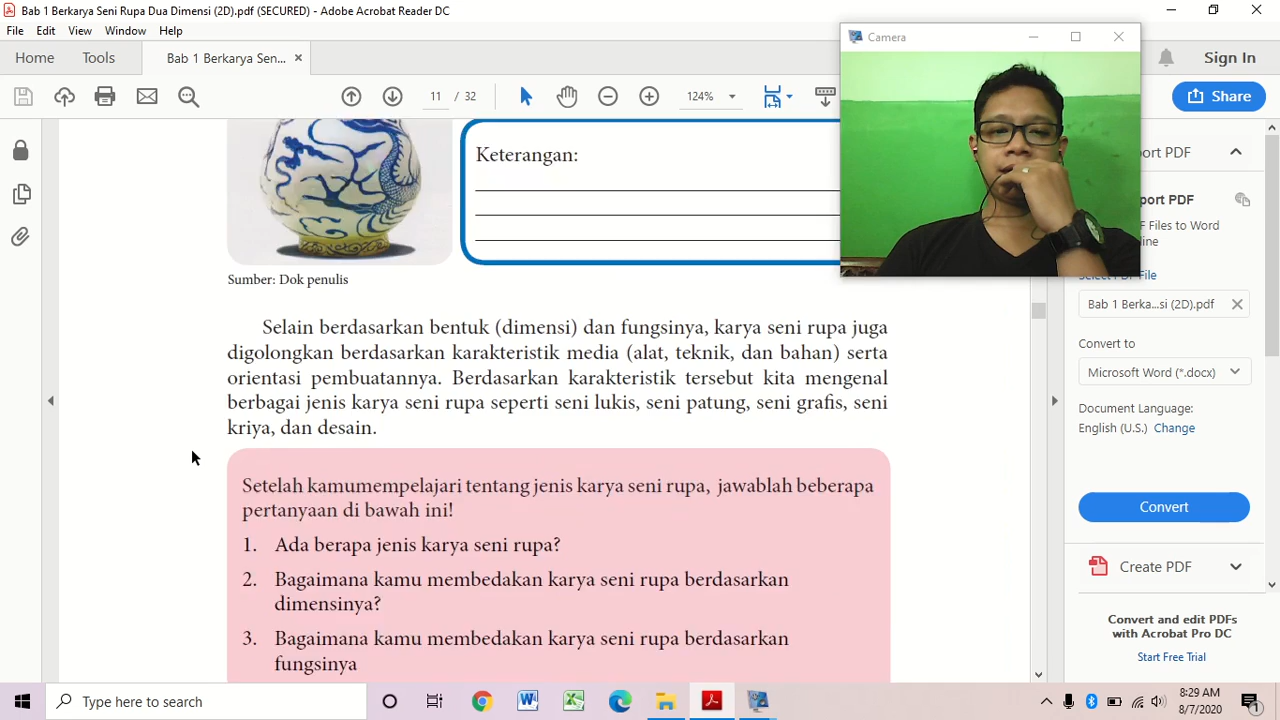 Bab 1 Berkarya Seni Rupa Dua Dimensi (2D).pdf (SECURED) - Adobe Acrobat Reader DC
File Edit View Window Help
Home Tools Bab 1 Berkarya Sen... Sign In
11 / 32 124% Share
Camera
Keterangan:
Sumber: Dok penulis
Selain berdasarkan bentuk (dimensi) dan fungsinya, karya seni rupa juga
digolongkan berdasarkan karakteristik media (alat, teknik, dan bahan) serta
orientasi pembuatannya. Berdasarkan karakteristik tersebut kita mengenal
berbagai jenis karya seni rupa seperti seni lukis, seni patung, seni grafis, seni
kriya, dan desain.
Setelah kamumempelajari tentang jenis karya seni rupa, jawablah beberapa
pertanyaan di bawah ini!
1. Ada berapa jenis karya seni rupa?
2. Bagaimana kamu membedakan karya seni rupa berdasarkan
dimensinya?
3. Bagaimana kamu membedakan karya seni rupa berdasarkan
fungsinya
port PDF
port PDF
PDF Files to Word
nline
Select PDF File
Bab 1 Berka...si (2D).pdf
Convert to
Microsoft Word (*.docx)
Document Language:
English (U.S.) Change
Convert
Create PDF
Convert and edit PDFs
with Acrobat Pro DC
Start Free Trial
Type here to search
8:29 AM
8/7/2020
1